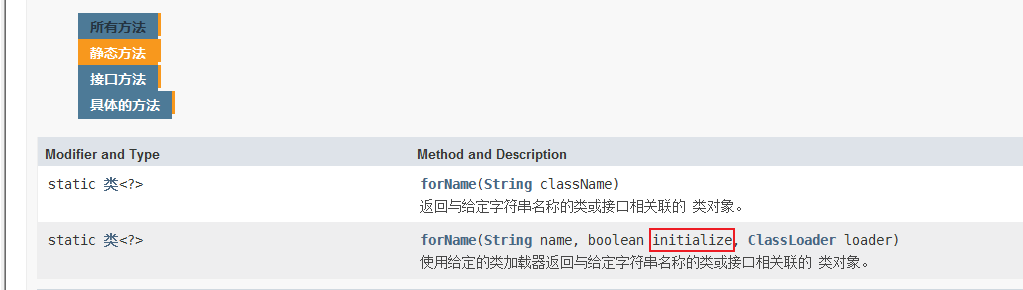 所有方法
静态方法
接口方法
具体的方法
Modifier and Type Method and Description
static 类<?> forName(String className)
返回与给定字符串名称的类或接口相关联的 类对象。
static 类<?> forName(String name, boolean initialize, ClassLoader loader)
使用给定的类加载器返回与给定字符串名称的类或接口相关联的 类对象。